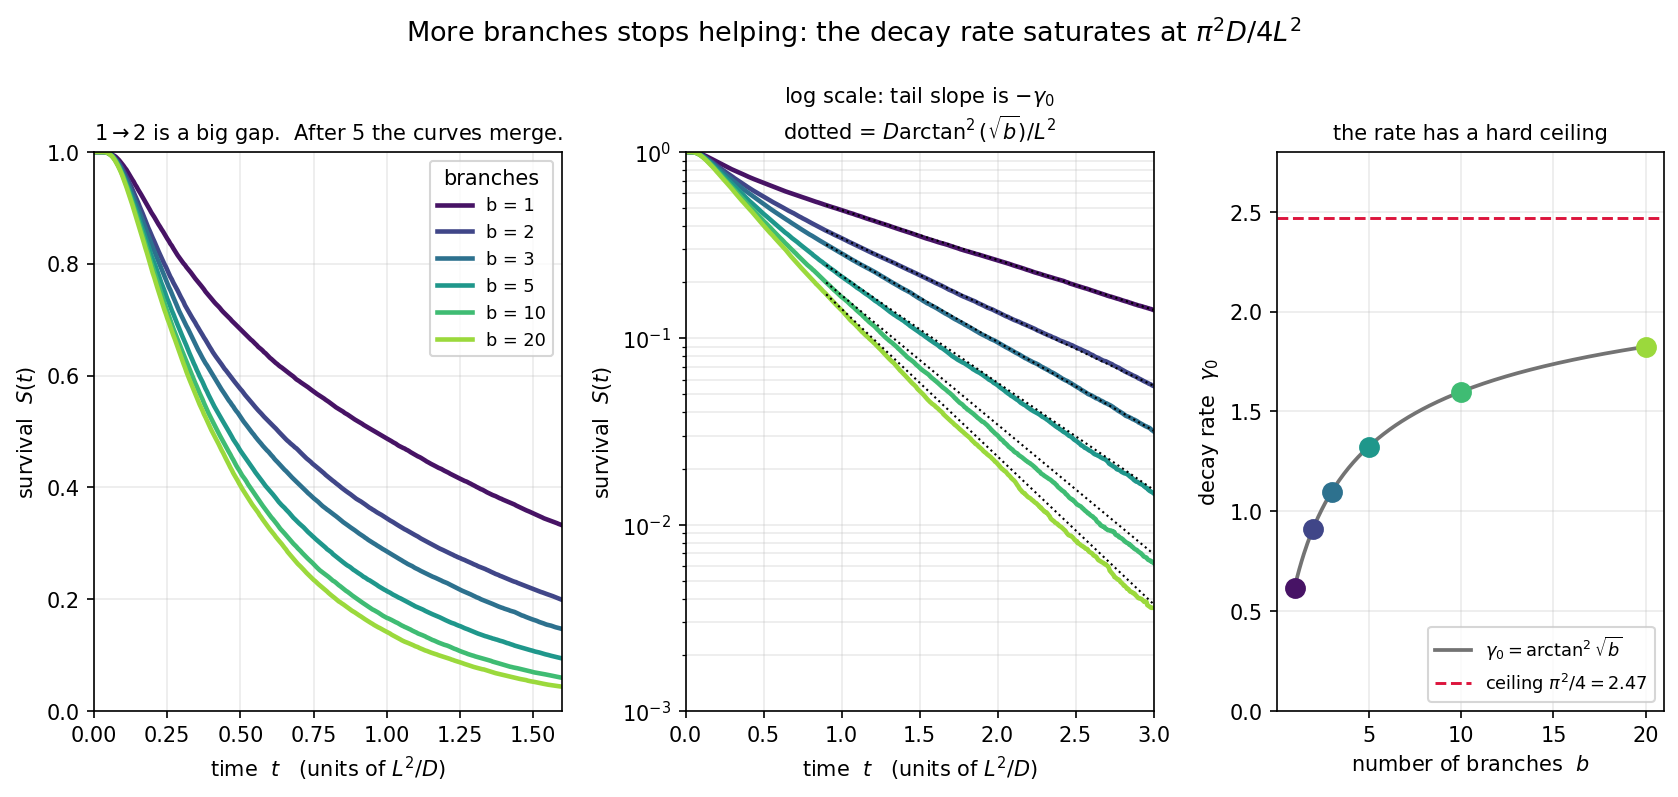 More branches stops helping: the decay rate saturates at π²D/4L²
1→2 is a big gap. After 5 the curves merge.
survival S(t)
1.0
0.8
0.6
0.4
0.2
0.0
branches
b = 1
b = 2
b = 3
b = 5
b = 10
b = 20
0.00 0.25 0.50 0.75 1.00 1.25 1.50
time t (units of L²/D)
log scale: tail slope is −γ₀
dotted = Darctan²(√b)/L²
survival S(t)
10⁰
10⁻¹
10⁻²
10⁻³
0.0 0.5 1.0 1.5 2.0 2.5 3.0
time t (units of L²/D)
the rate has a hard ceiling
decay rate γ₀
2.5
2.0
1.5
1.0
0.5
0.0
γ₀ = arctan² √b
ceiling π²/4 = 2.47
5 10 15 20
number of branches b